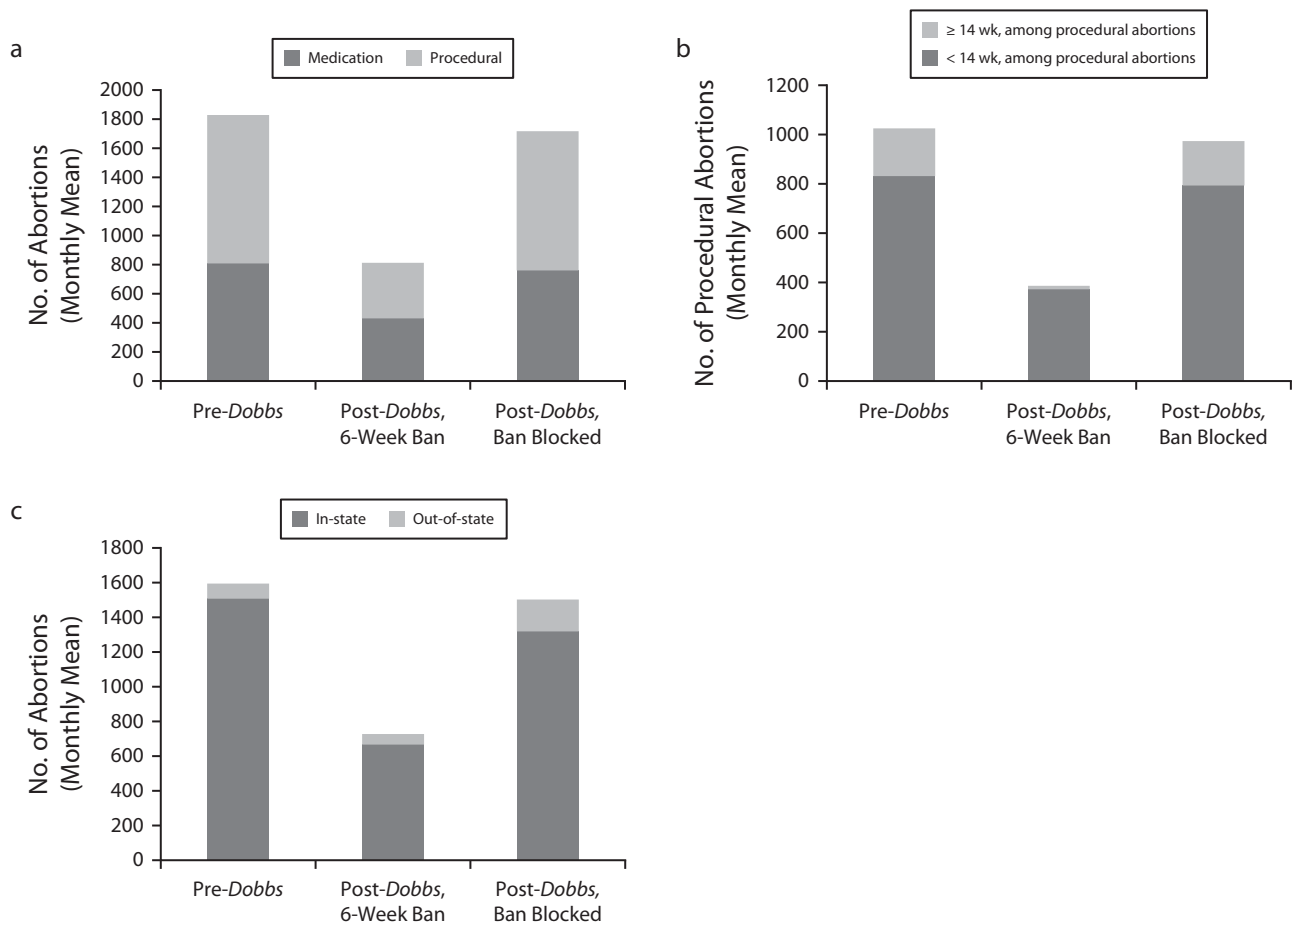 a
Medication Procedural
No. of Abortions
(Monthly Mean)
2000
1800
1600
1400
1200
1000
800
600
400
200
0
Pre-Dobbs
Post-Dobbs,
6-Week Ban
Post-Dobbs,
Ban Blocked
b
≥ 14 wk, among procedural abortions
< 14 wk, among procedural abortions
No. of Procedural Abortions
(Monthly Mean)
1200
1000
800
600
400
200
0
Pre-Dobbs
Post-Dobbs,
6-Week Ban
Post-Dobbs,
Ban Blocked
c
In-state Out-of-state
No. of Abortions
(Monthly Mean)
1800
1600
1400
1200
1000
800
600
400
200
0
Pre-Dobbs
Post-Dobbs,
6-Week Ban
Post-Dobbs,
Ban Blocked